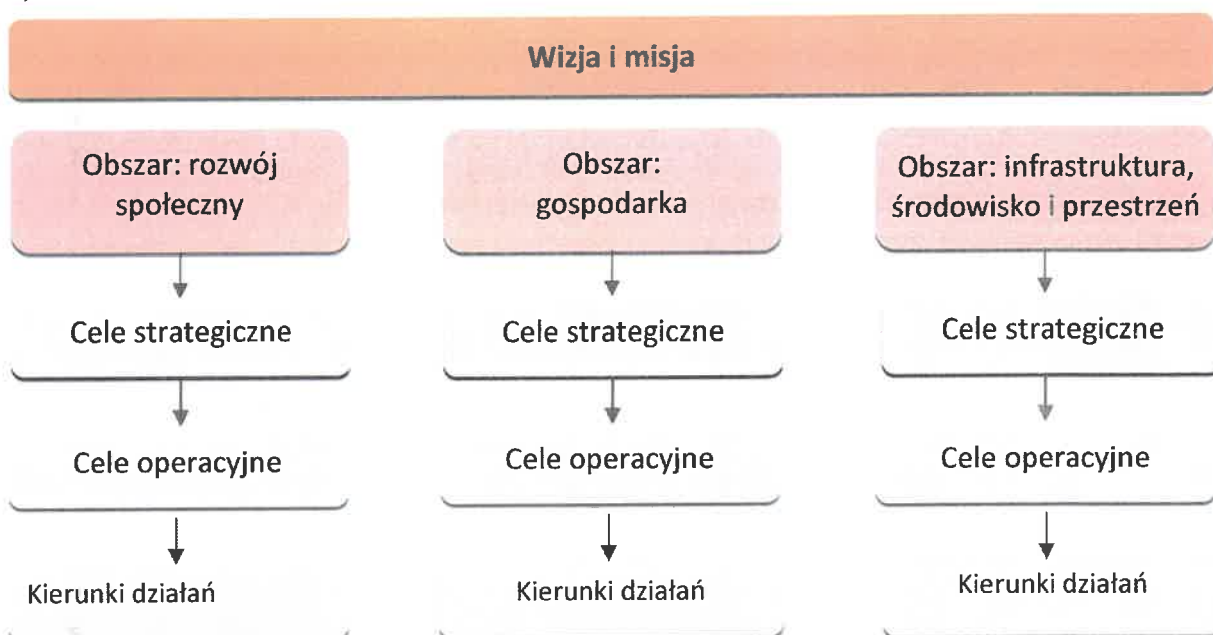 Wizja i misja
Obszar: rozwój
społeczny
Obszar:
gospodarka
Obszar: infrastruktura,
środowisko i przestrzeń
Cele strategiczne
Cele strategiczne
Cele strategiczne
Cele operacyjne
Cele operacyjne
Cele operacyjne
Kierunki działań
Kierunki działań
Kierunki działań